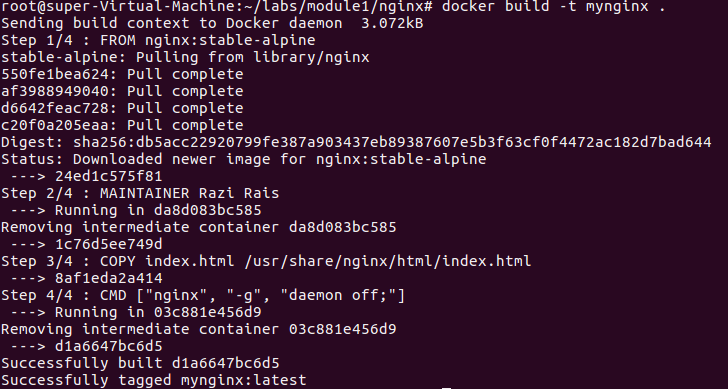 root@super-Virtual-Machine:~/labs/module1/nginx# docker build -t mynginx .
Sending build context to Docker daemon  3.072kB
Step 1/4 : FROM nginx:stable-alpine
stable-alpine: Pulling from library/nginx
550fe1bea624: Pull complete
af3988949040: Pull complete
d6642feac728: Pull complete
c20f0a205eaa: Pull complete
Digest: sha256:db5acc22920799fe387a903437eb89387607e5b3f63cf0f4472ac182d7bad644
Status: Downloaded newer image for nginx:stable-alpine
 ---> 24ed1c575f81
Step 2/4 : MAINTAINER Razi Rais
 ---> Running in da8d083bc585
Removing intermediate container da8d083bc585
 ---> 1c76d5ee749d
Step 3/4 : COPY index.html /usr/share/nginx/html/index.html
 ---> 8af1eda2a414
Step 4/4 : CMD ["nginx", "-g", "daemon off;"]
 ---> Running in 03c881e456d9
Removing intermediate container 03c881e456d9
 ---> d1a6647bc6d5
Successfully built d1a6647bc6d5
Successfully tagged mynginx:latest